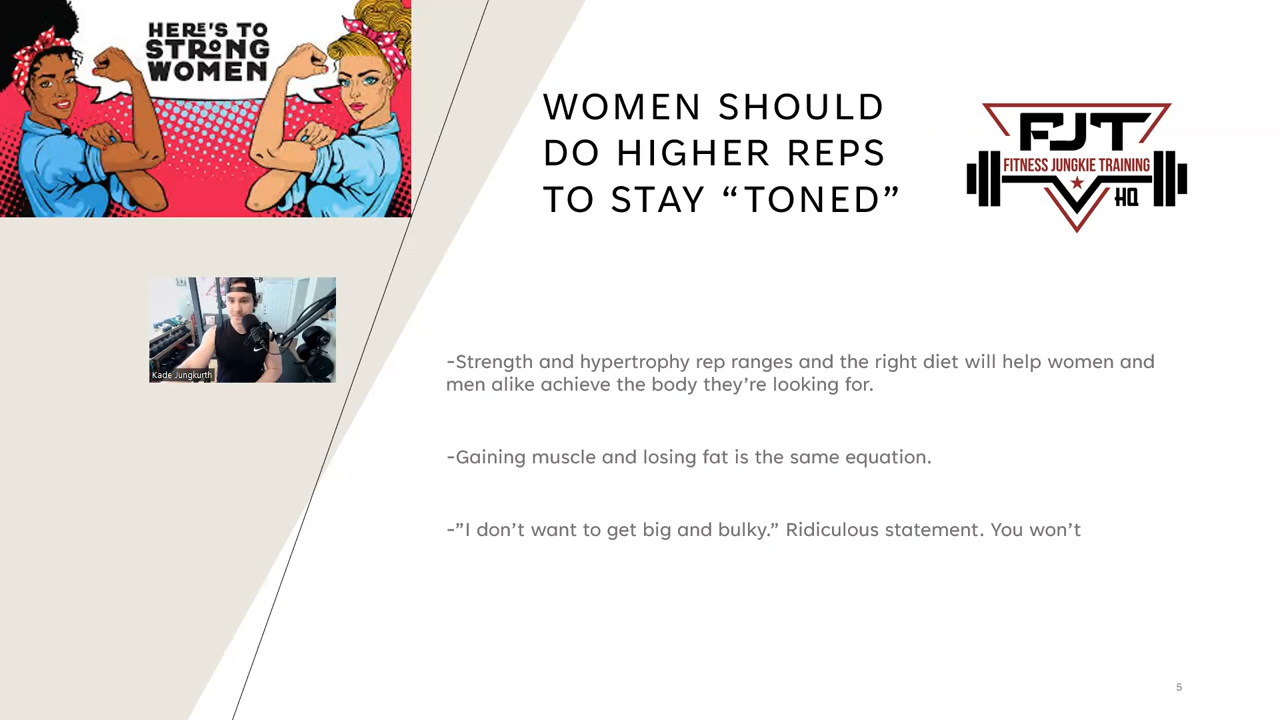 HERE'S TO
STRONG
WOMEN
WOMEN SHOULD
DO HIGHER REPS
TO STAY “TONED”
FJT
FITNESS JUNGKIE TRAINING
HQ
Kade Jungkurth
-Strength and hypertrophy rep ranges and the right diet will help women and
men alike achieve the body they’re looking for.
-Gaining muscle and losing fat is the same equation.
-”I don’t want to get big and bulky.” Ridiculous statement. You won’t
5